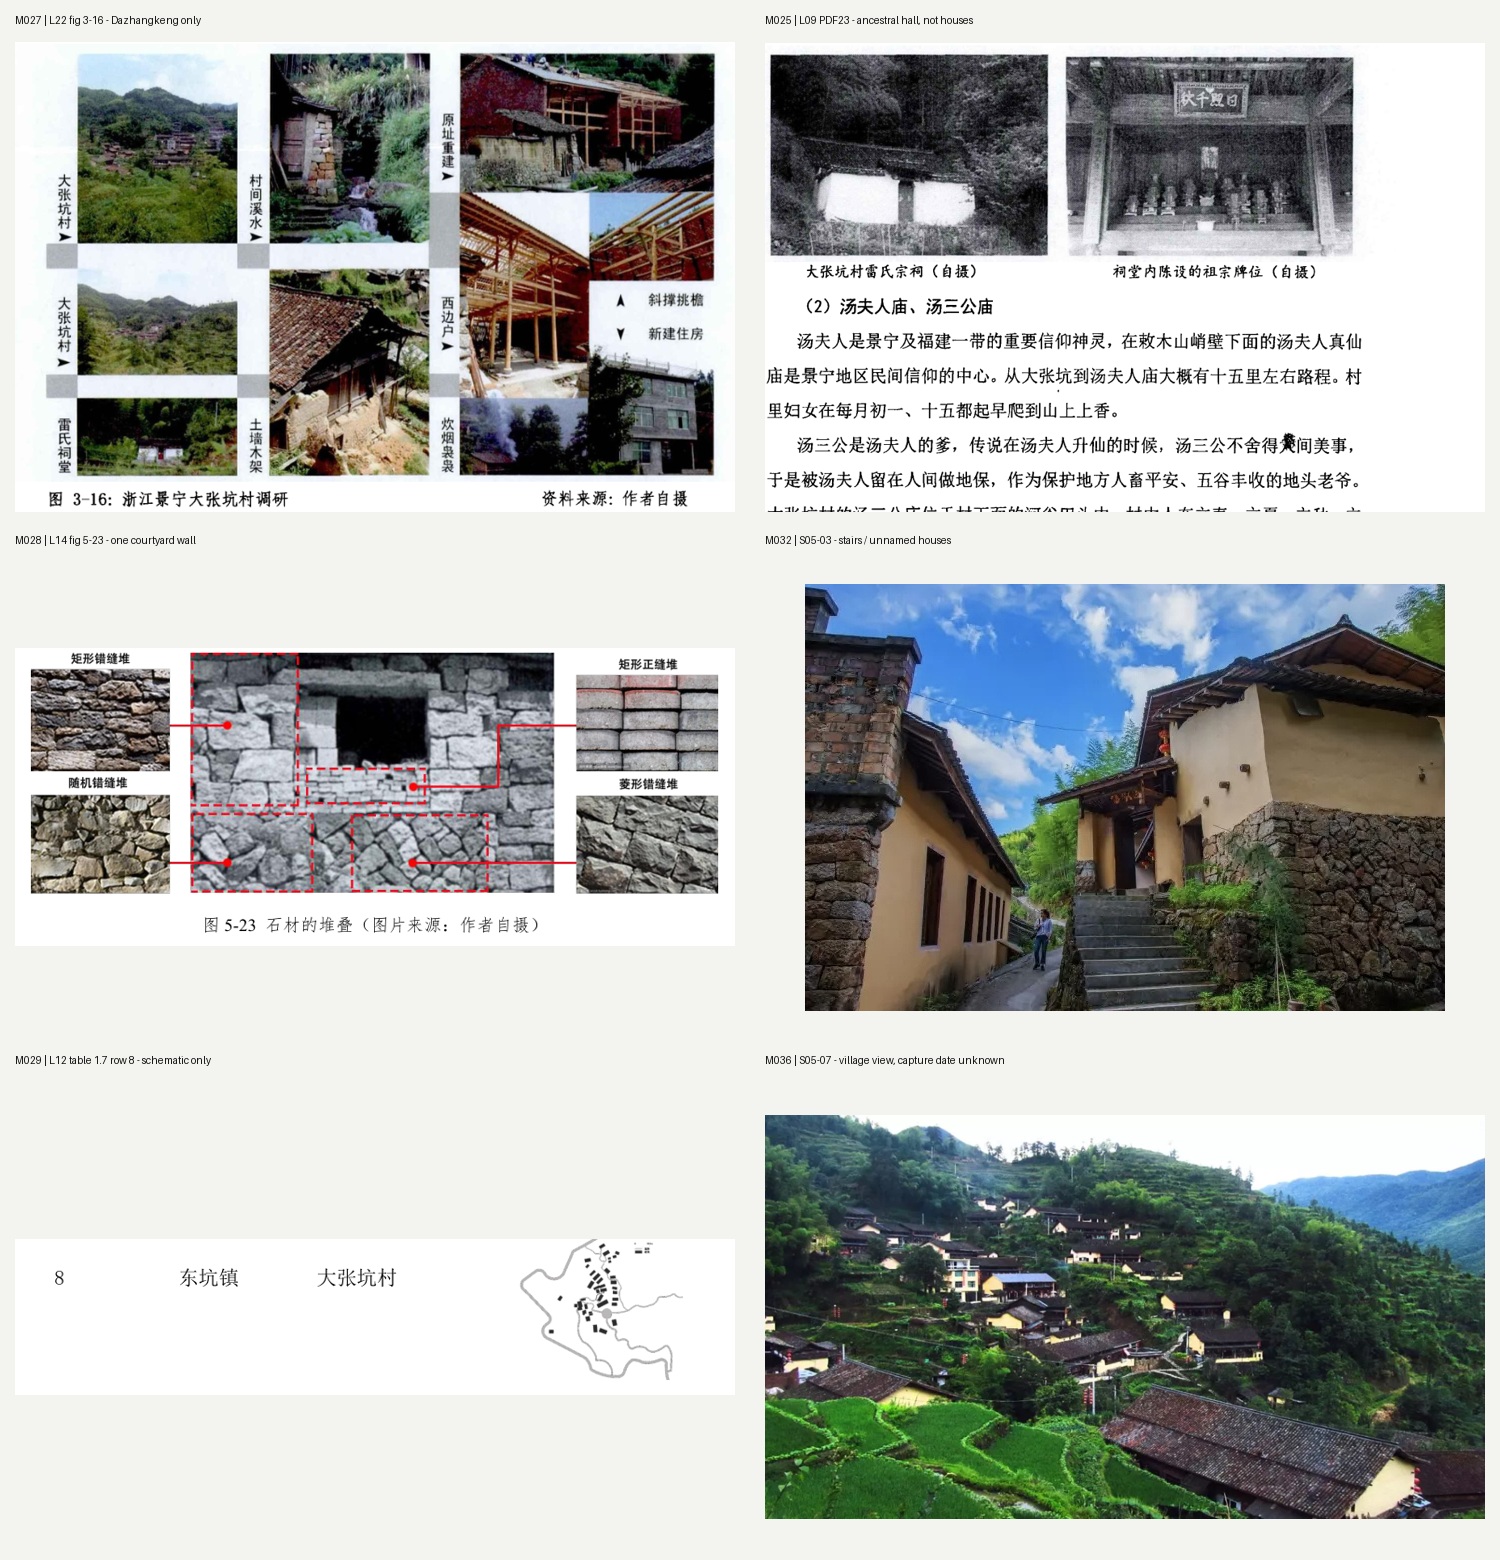 M027 | L22 fig 3-16 - Dazhangkeng only
大张坑村
村间溪水
原址重建
大张坑村
西边户
斜撑挑檐
新建住房
雷氏祠堂
土墙木架
炊烟袅袅
图 3-16: 浙江景宁大张坑村调研
资料来源: 作者自摄
M025 | L09 PDF23 - ancestral hall, not houses
大张坑村雷氏宗祠（自摄）
祠堂内陈设的祖宗牌位（自摄）
（2）汤夫人庙、汤三公庙
汤夫人是景宁及福建一带的重要信仰神灵，在敕木山峭壁下面的汤夫人真仙
庙是景宁地区民间信仰的中心。从大张坑到汤夫人庙大概有十五里左右路程。村
里妇女在每月初一、十五都起早爬到山上上香。
汤三公是汤夫人的爹，传说在汤夫人升仙的时候，汤三公不舍得间美事，
于是被汤夫人留在人间做地保，作为保护地方人畜平安、五谷丰收的地头老爷。
M028 | L14 fig 5-23 - one courtyard wall
矩形错缝堆
矩形正缝堆
随机错缝堆
菱形错缝堆
图 5-23 石材的堆叠（图片来源：作者自摄）
M032 | S05-03 - stairs / unnamed houses
M029 | L12 table 1.7 row 8 - schematic only
8 东坑镇 大张坑村
M036 | S05-07 - village view, capture date unknown